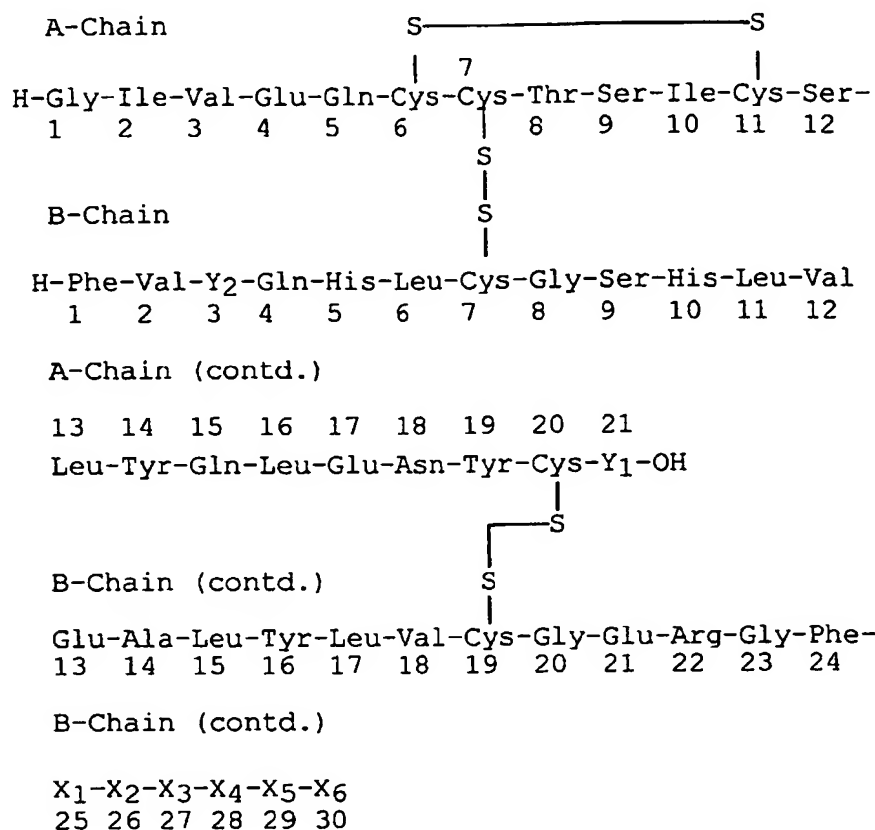 A-Chain S S
7
H-Gly-Ile-Val-Glu-Gln-Cys-Cys-Thr-Ser-Ile-Cys-Ser-
1 2 3 4 5 6 8 9 10 11 12
S
B-Chain S
H-Phe-Val-Y2-Gln-His-Leu-Cys-Gly-Ser-His-Leu-Val
1 2 3 4 5 6 7 8 9 10 11 12
A-Chain (contd.)
13 14 15 16 17 18 19 20 21
Leu-Tyr-Gln-Leu-Glu-Asn-Tyr-Cys-Y1-OH
S
B-Chain (contd.) S
Glu-Ala-Leu-Tyr-Leu-Val-Cys-Gly-Glu-Arg-Gly-Phe-
13 14 15 16 17 18 19 20 21 22 23 24
B-Chain (contd.)
X1-X2-X3-X4-X5-X6
25 26 27 28 29 30